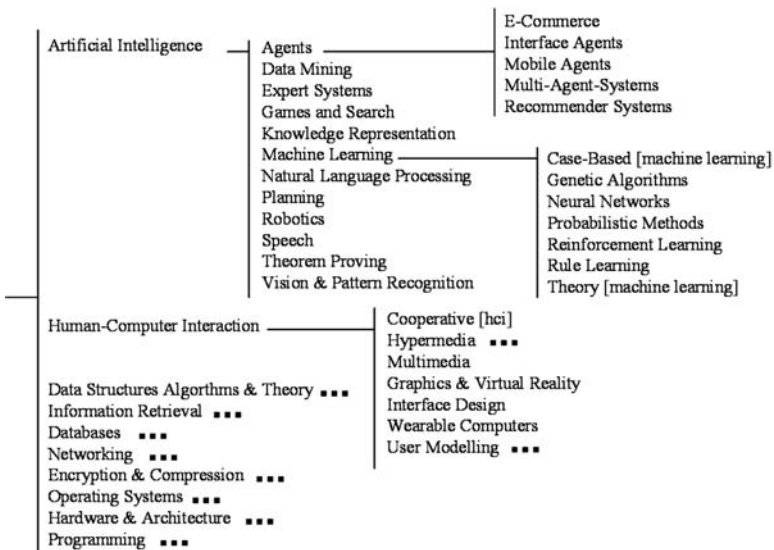 Artificial Intelligence
Agents
Data Mining
Expert Systems
Games and Search
Knowledge Representation
Machine Learning
Natural Language Processing
Planning
Robotics
Speech
Theorem Proving
Vision & Pattern Recognition
E-Commerce
Interface Agents
Mobile Agents
Multi-Agent-Systems
Recommender Systems
Case-Based [machine learning]
Genetic Algorithms
Neural Networks
Probabilistic Methods
Reinforcement Learning
Rule Learning
Theory [machine learning]
Human-Computer Interaction
Cooperative [hci]
Hypermedia ▪▪▪
Multimedia
Graphics & Virtual Reality
Interface Design
Wearable Computers
User Modelling ▪▪▪
Data Structures Algorthms & Theory ▪▪▪
Information Retrieval ▪▪▪
Databases ▪▪▪
Networking ▪▪▪
Encryption & Compression ▪▪▪
Operating Systems ▪▪▪
Hardware & Architecture ▪▪▪
Programming ▪▪▪